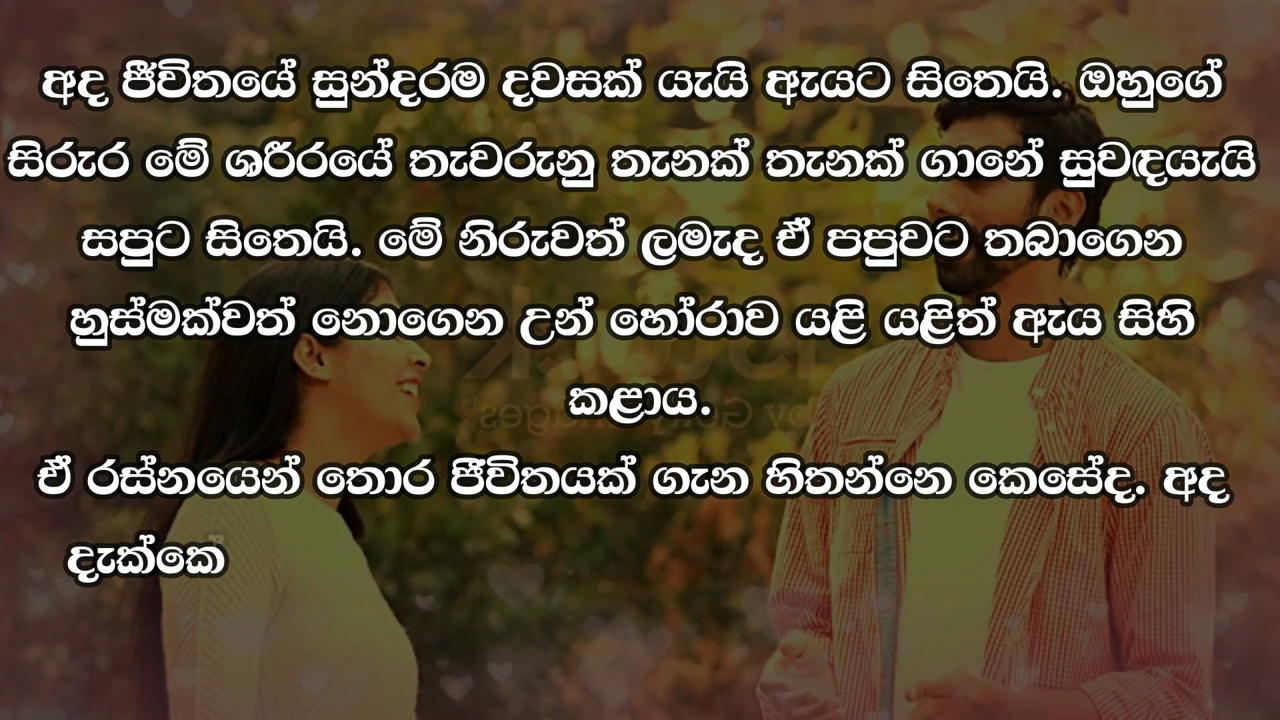 අද ජීවිතයේ සුන්දරම දවසක් යැයි ඇයට සිතෙයි. ඔහුගේ
සිරුර මේ ශරීරයේ තැවරුනු තැනක් තැනක් ගානේ සුවඳයැයි
සපුට සිතෙයි. මේ නිරුවත් ලමැද ඒ පපුවට තබාගෙන
හුස්මක්වත් නොගෙන උන් හෝරාව යළි යළිත් ඇය සිහි
කළාය.
ඒ රස්නයෙන් තොර ජීවිතයක් ගැන හිතන්නෙ කෙසේද. අද
දැක්කේ